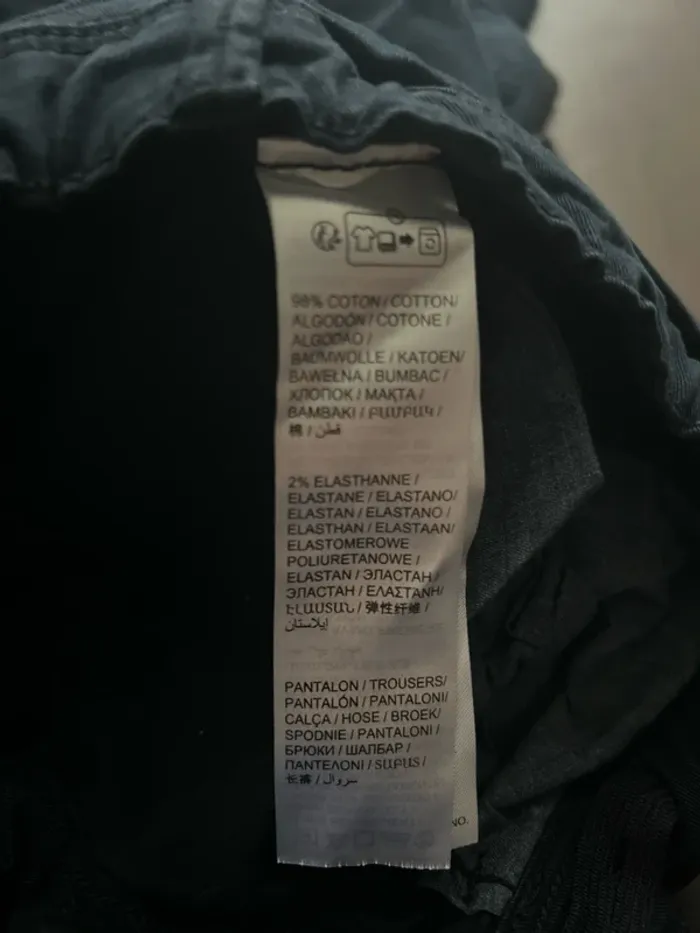 98% COTON / COTTON/
ALGODÓN / COTONE /
ALGODÃO /
BAUMWOLLE / KATOEN/
BAWEŁNA / BUMBAC /
ХЛОПОК / МАҚТА /
ΒΑΜΒΑΚΙ / ԲԱՄԲԱԿ /
棉 / قطن
2% ELASTHANNE /
ELASTANE / ELASTANO/
ELASTAN / ELASTANO /
ELASTHAN / ELASTAAN/
ELASTOMEROWE
POLIURETANOWE /
ELASTAN / ЭЛАСТАН /
ЭЛАСТАН / ΕΛΑΣΤΑΝΗ/
ԷԼԱՍՏԱՆ / 弹性纤维 /
إيلاستان
PANTALON / TROUSERS/
PANTALÓN / PANTALONI/
CALÇA / HOSE / BROEK/
SPODNIE / PANTALONI /
БРЮКИ / ШАЛБАР /
ΠΑΝΤΕΛΟΝΙ / ՏԱԲԱՏ /
长裤 / سروال
NO.